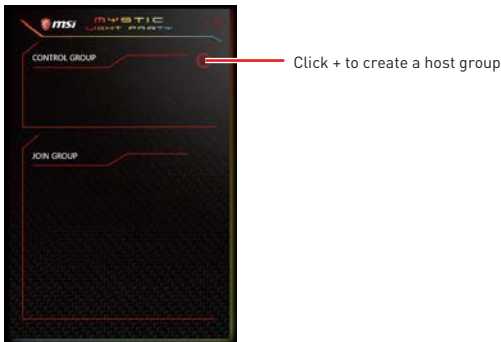 msi MYSTIC
LIGHT PARTY
CONTROL GROUP
Click + to create a host group
JOIN GROUP